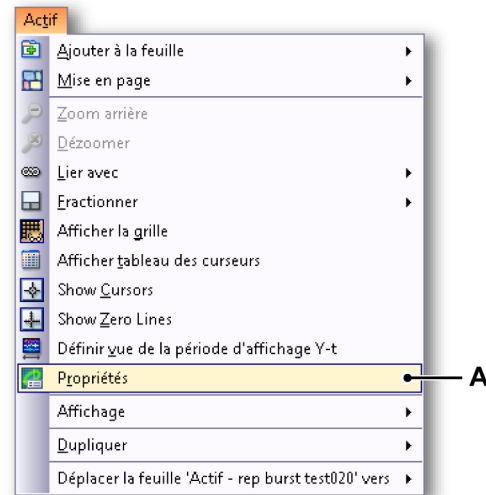 Actif
Ajouter à la feuille
Mise en page
Zoom arrière
Dézoomer
Lier avec
Fractionner
Afficher la grille
Afficher tableau des curseurs
Show Cursors
Show Zero Lines
Définir vue de la période d'affichage Y-t
Propriétés
A
Affichage
Dupliquer
Déplacer la feuille 'Actif - rep burst test020' vers